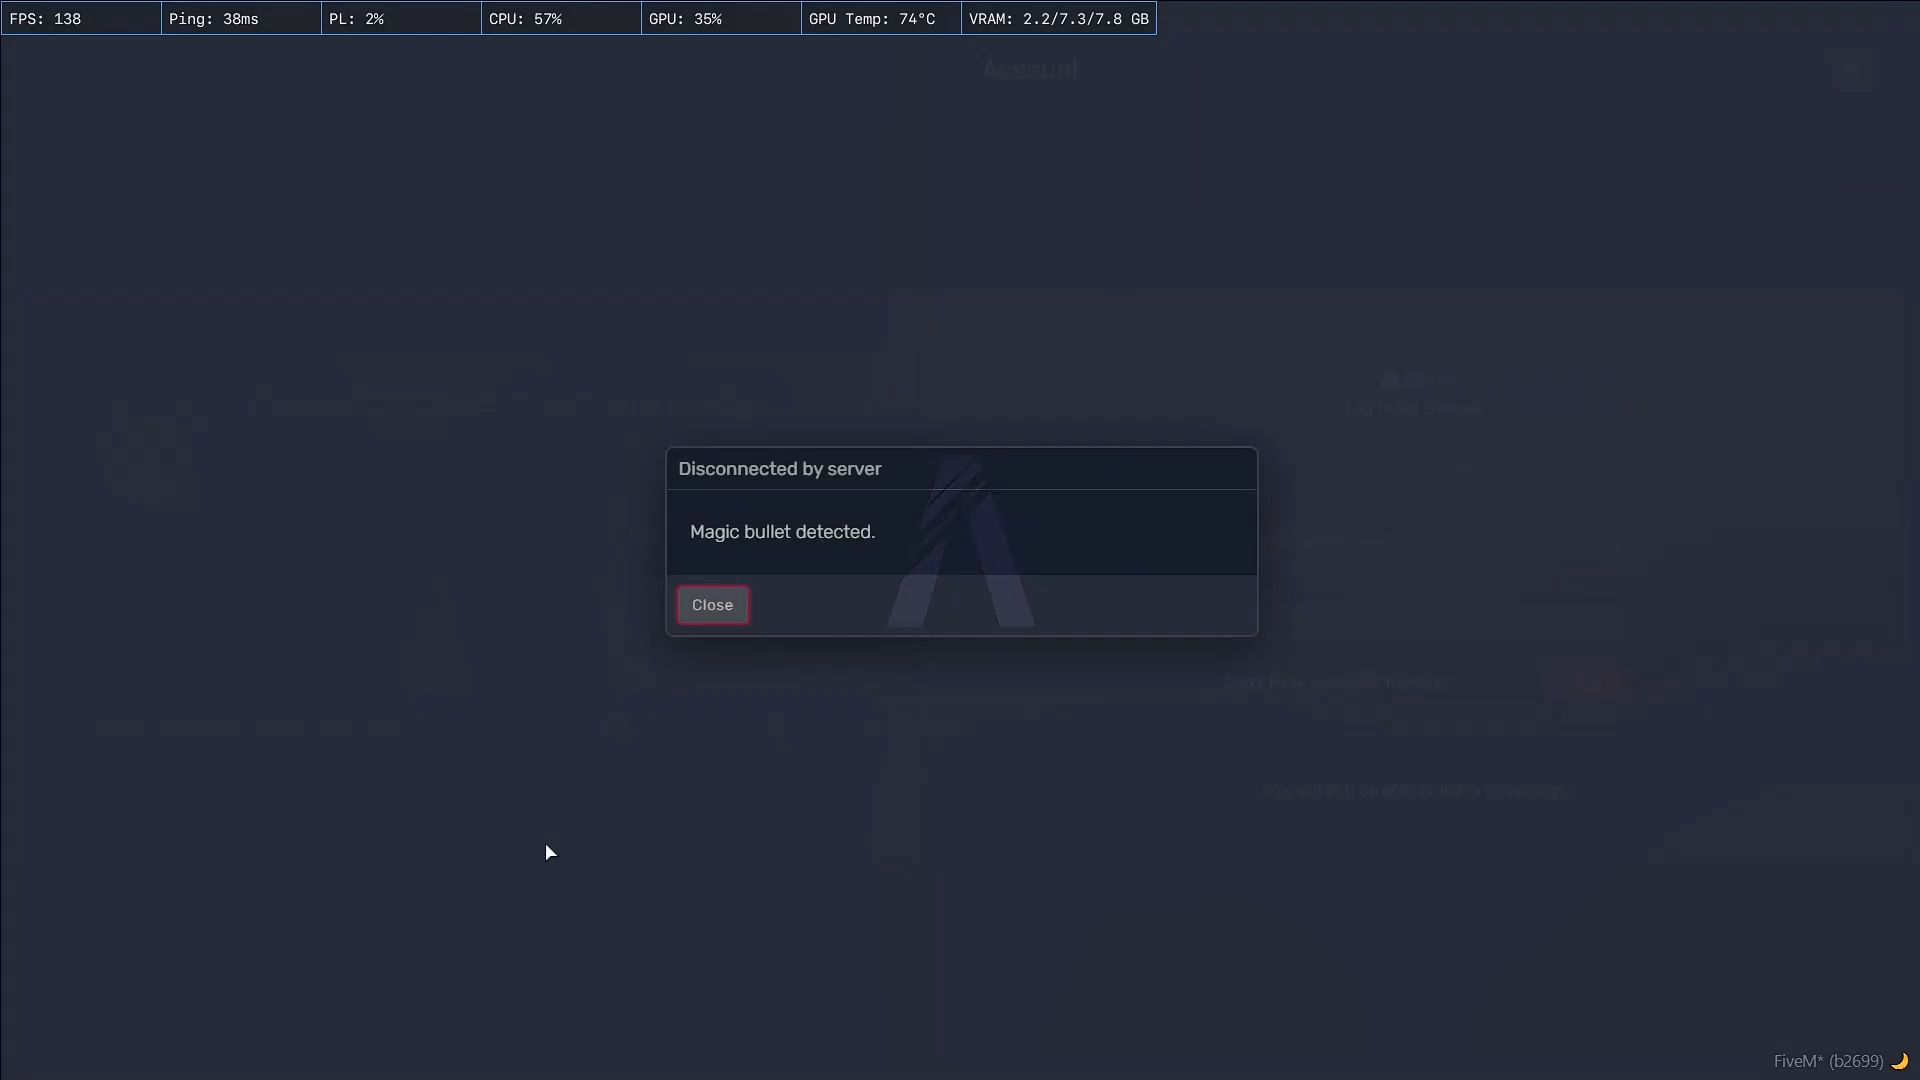 FPS: 138 Ping: 38ms PL: 2% CPU: 57% GPU: 35% GPU Temp: 74°C VRAM: 2.2/7.3/7.8 GB
Account
Disconnected by server
Magic bullet detected.
Close
FiveM* (b2699)